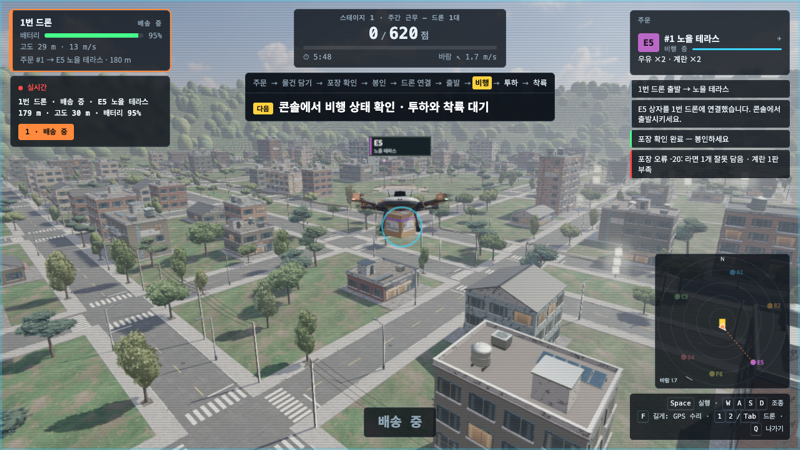 1번 드론 배송 중
배터리 95%
고도 29 m · 13 m/s
주문 #1 → E5 노을 테라스 · 180 m
실시간
1번 드론 · 배송 중 · E5 노을 테라스
179 m · 고도 30 m · 배터리 95%
1 · 배송 중
스테이지 1 · 주간 근무 — 드론 1대
0/620점
5:48
바람 ↖ 1.7 m/s
주문 → 물건 담기 → 포장 확인 → 봉인 → 드론 연결 → 출발 → 비행 → 투하 → 착륙
다음 콘솔에서 비행 상태 확인 · 투하와 착륙 대기
E5
노을 테라스
주문
E5 #1 노을 테라스
비행 중
우유 ×2 · 계란 ×2
1번 드론 출발 → 노을 테라스
E5 상자를 1번 드론에 연결했습니다. 콘솔에서
출발시키세요.
포장 확인 완료 — 봉인하세요
포장 오류 -20: 라면 1개 잘못 담음 · 계란 1판
부족
N
A1
C3
B2
E5
바람 1.7
Space 실행 · W A S D 조종
F 길게: GPS 수리 · 1 2 / Tab 드론 ·
Q 나가기
배송 중